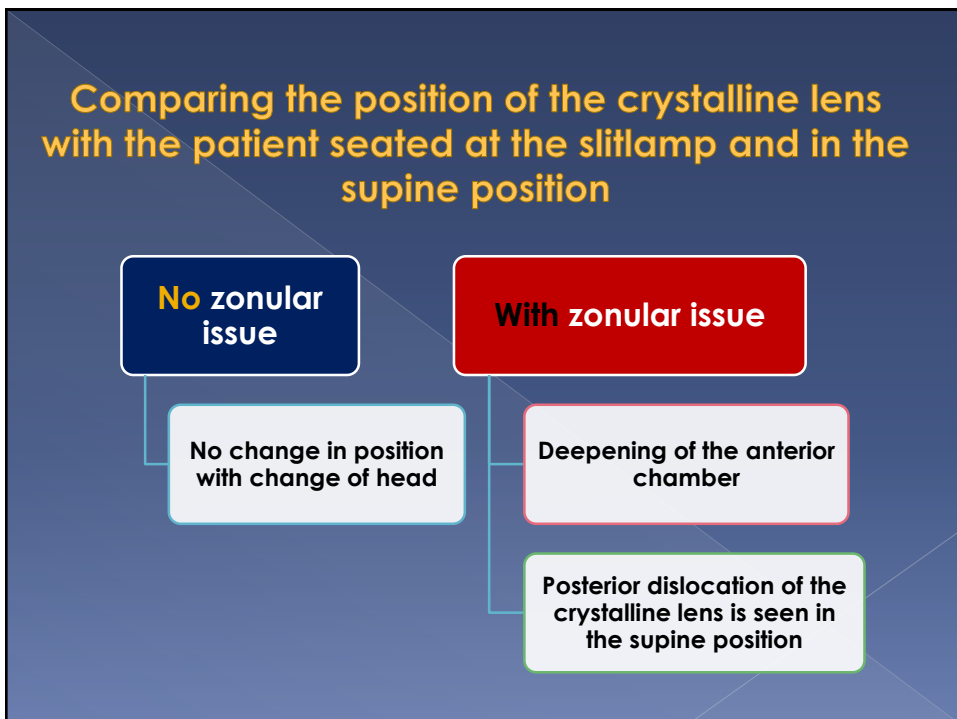 Comparing the position of the crystalline lens
with the patient seated at the slitlamp and in the
supine position
No zonular
issue
With zonular issue
No change in position
with change of head
Deepening of the anterior
chamber
Posterior dislocation of the
crystalline lens is seen in
the supine position